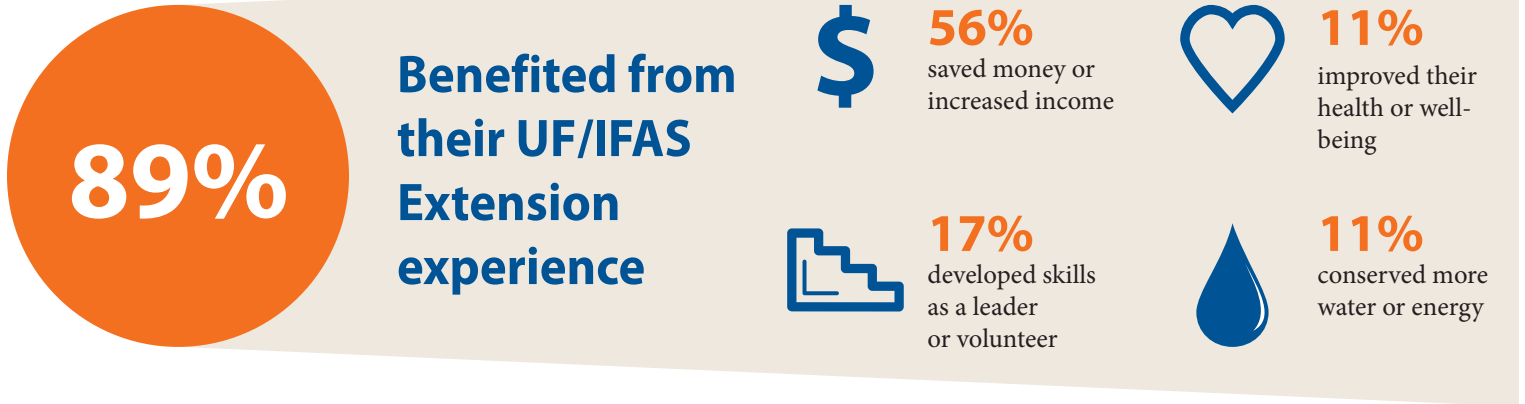 89%
Benefited from
their UF/IFAS
Extension
experience
56%
saved money or
increased income
11%
improved their
health or well-
being
17%
developed skills
as a leader
or volunteer
11%
conserved more
water or energy